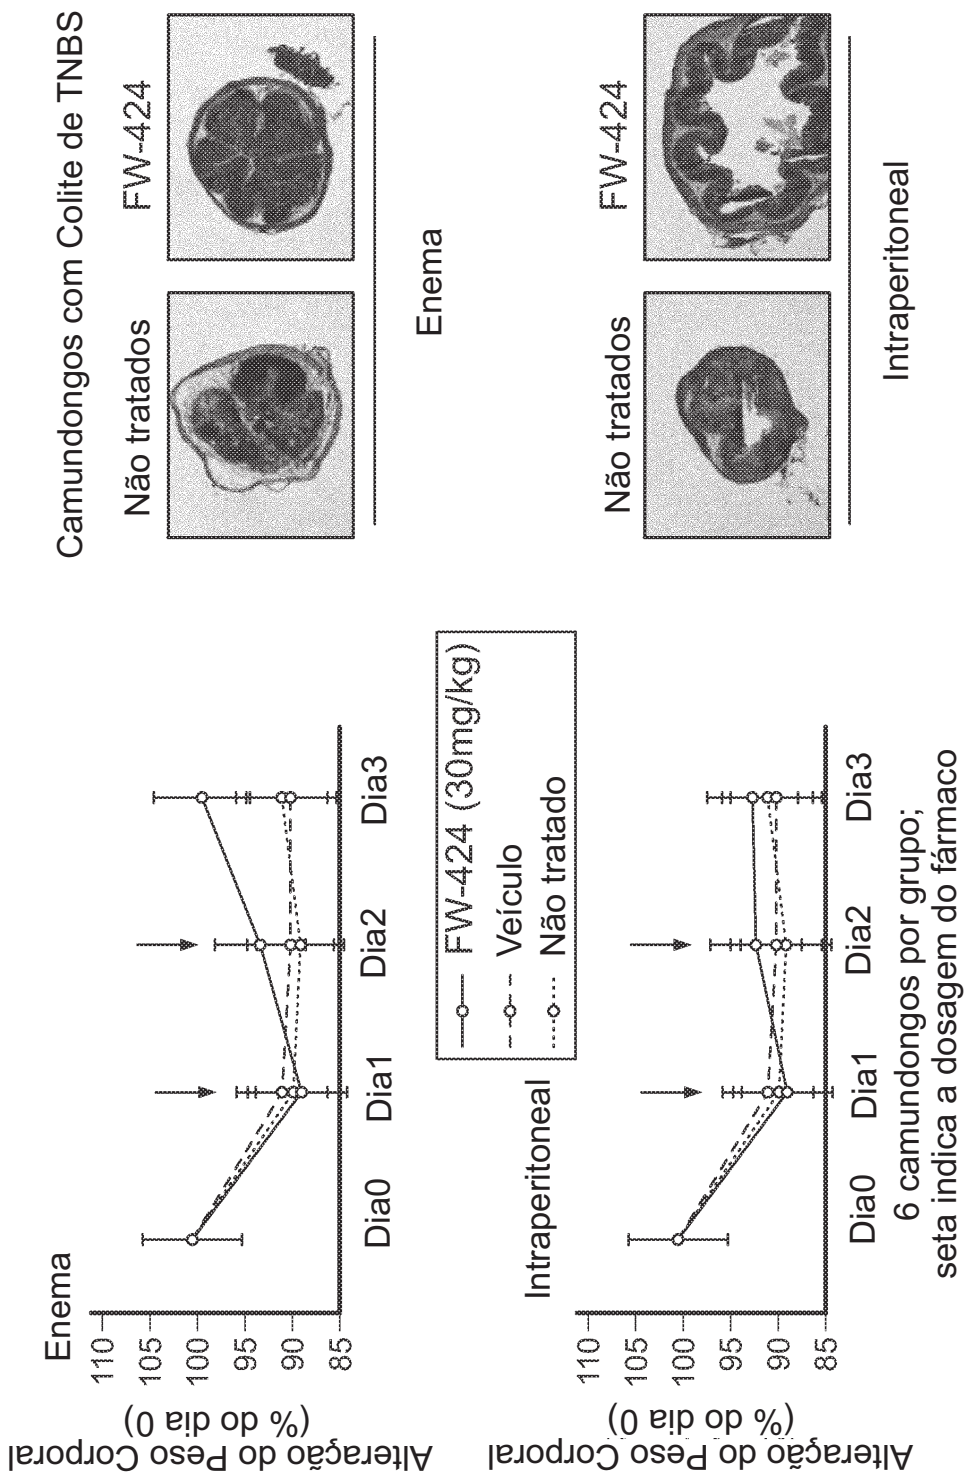 Camundongos com Colite de TNBS
Enema
Alteração do Peso Corporal
(% do dia 0)
110
105
100
95
90
85
Dia0
Dia1
Dia2
Dia3
Não tratados
FW-424
Enema
FW-424 (30mg/kg)
Veículo
Não tratado
Intraperitoneal
Alteração do Peso Corporal
(% do dia 0)
110
105
100
95
90
85
Dia0
Dia1
Dia2
Dia3
6 camundongos por grupo;
seta indica a dosagem do fármaco
Não tratados
FW-424
Intraperitoneal